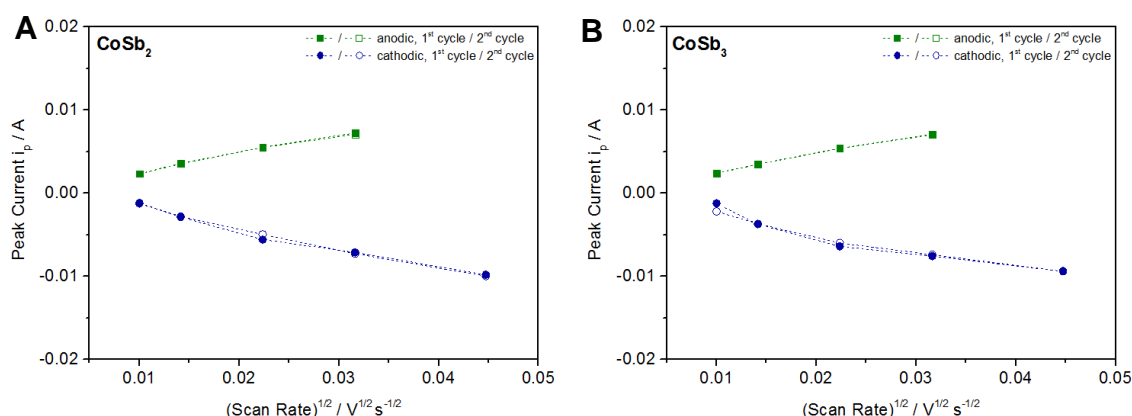 A
CoSb2
/ anodic, 1st cycle / 2nd cycle
/ cathodic, 1st cycle / 2nd cycle
0.02
0.01
0.00
-0.01
-0.02
Peak Current ip / A
0.01 0.02 0.03 0.04 0.05
(Scan Rate)1/2 / V1/2 s-1/2
B
CoSb3
/ anodic, 1st cycle / 2nd cycle
/ cathodic, 1st cycle / 2nd cycle
0.02
0.01
0.00
-0.01
-0.02
Peak Current ip / A
0.01 0.02 0.03 0.04 0.05
(Scan Rate)1/2 / V1/2 s-1/2